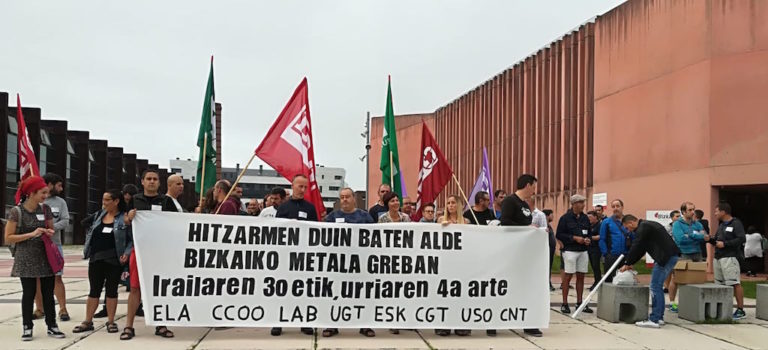 HITZARMEN DUIN BATEN ALDE
BIZKAIKO METALA GREBAN
Irailaren 30etik, urriaren 4a arte
ELA CCOO LAB UGT ESK CGT USO CNT